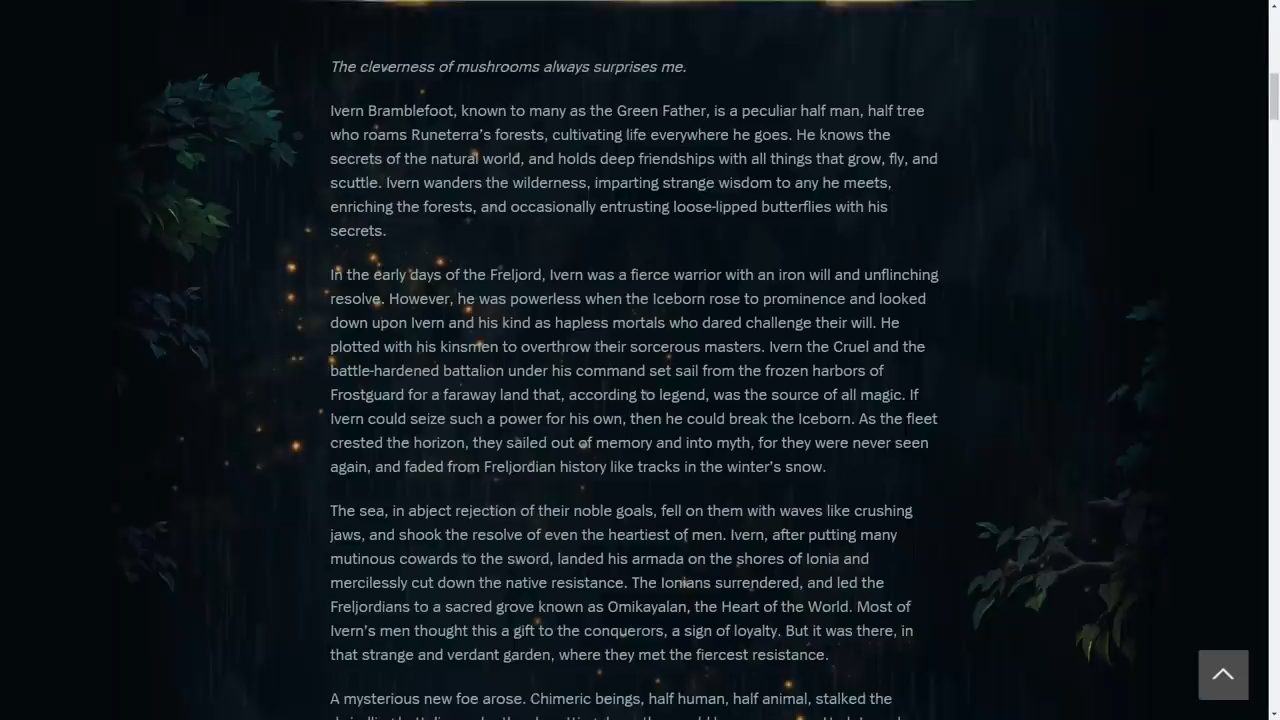 The cleverness of mushrooms always surprises me.
Ivern Bramblefoot, known to many as the Green Father, is a peculiar half man, half tree
who roams Runeterra’s forests, cultivating life everywhere he goes. He knows the
secrets of the natural world, and holds deep friendships with all things that grow, fly, and
scuttle. Ivern wanders the wilderness, imparting strange wisdom to any he meets,
enriching the forests, and occasionally entrusting loose-lipped butterflies with his
secrets.
In the early days of the Freljord, Ivern was a fierce warrior with an iron will and unflinching
resolve. However, he was powerless when the Iceborn rose to prominence and looked
down upon Ivern and his kind as hapless mortals who dared challenge their will. He
plotted with his kinsmen to overthrow their sorcerous masters. Ivern the Cruel and the
battle-hardened battalion under his command set sail from the frozen harbors of
Frostguard for a faraway land that, according to legend, was the source of all magic. If
Ivern could seize such a power for his own, then he could break the Iceborn. As the fleet
crested the horizon, they sailed out of memory and into myth, for they were never seen
again, and faded from Freljordian history like tracks in the winter’s snow.
The sea, in abject rejection of their noble goals, fell on them with waves like crushing
jaws, and shook the resolve of even the heartiest of men. Ivern, after putting many
mutinous cowards to the sword, landed his armada on the shores of Ionia and
mercilessly cut down the native resistance. The Ionians surrendered, and led the
Freljordians to a sacred grove known as Omikayalan, the Heart of the World. Most of
Ivern’s men thought this a gift to the conquerors, a sign of loyalty. But it was there, in
that strange and verdant garden, where they met the fiercest resistance.
A mysterious new foe arose. Chimeric beings, half human, half animal, stalked the